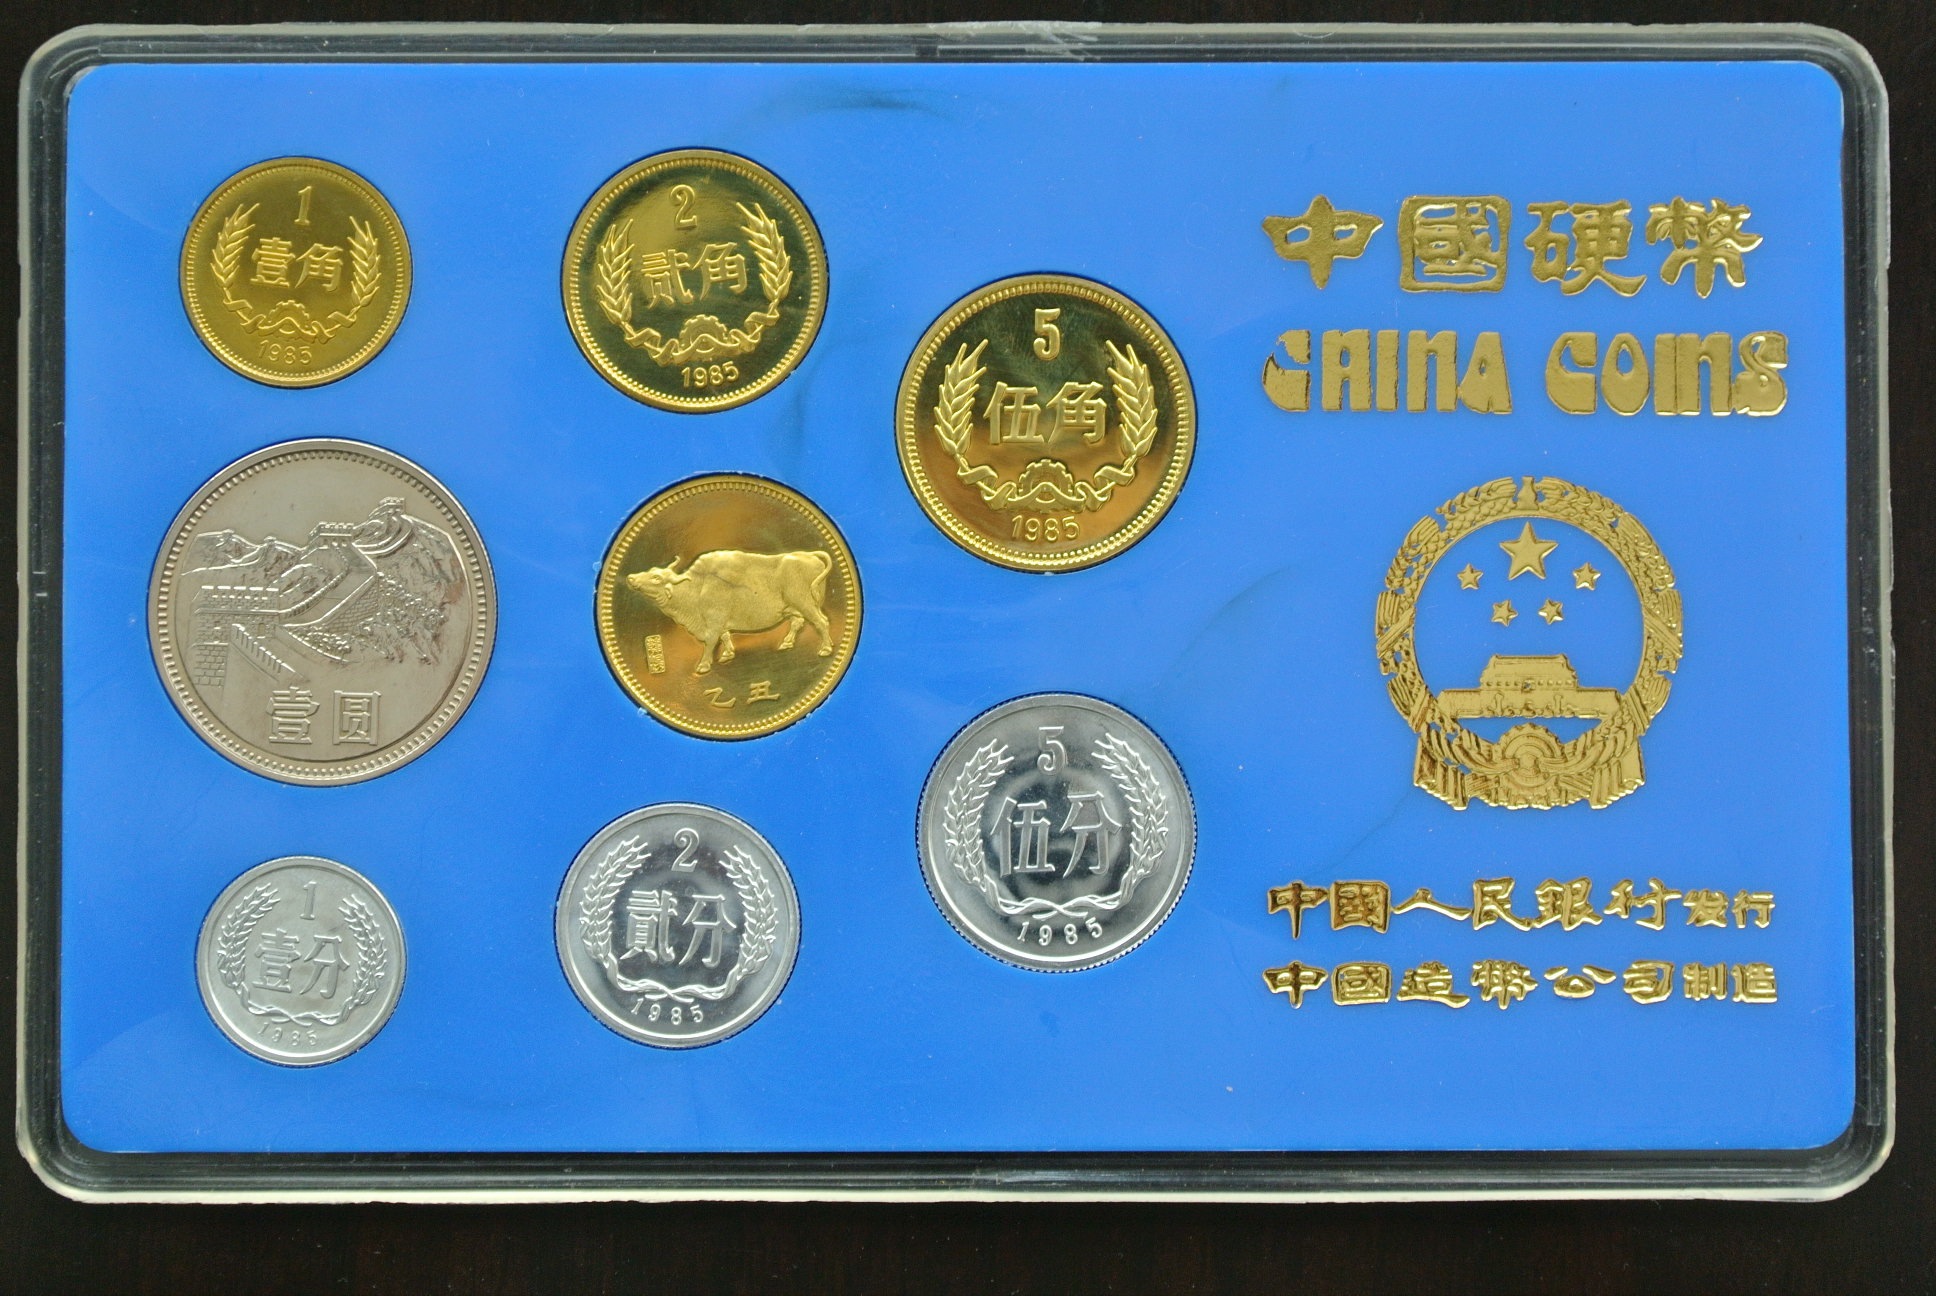 1
壹角
1985
2
贰角
1985
5
伍角
1985
中國硬幣
CHINA COINS
壹圆
乙丑
1
壹分
1985
2
貳分
1985
5
伍分
1985
中國人民銀行发行
中國造幣公司制造